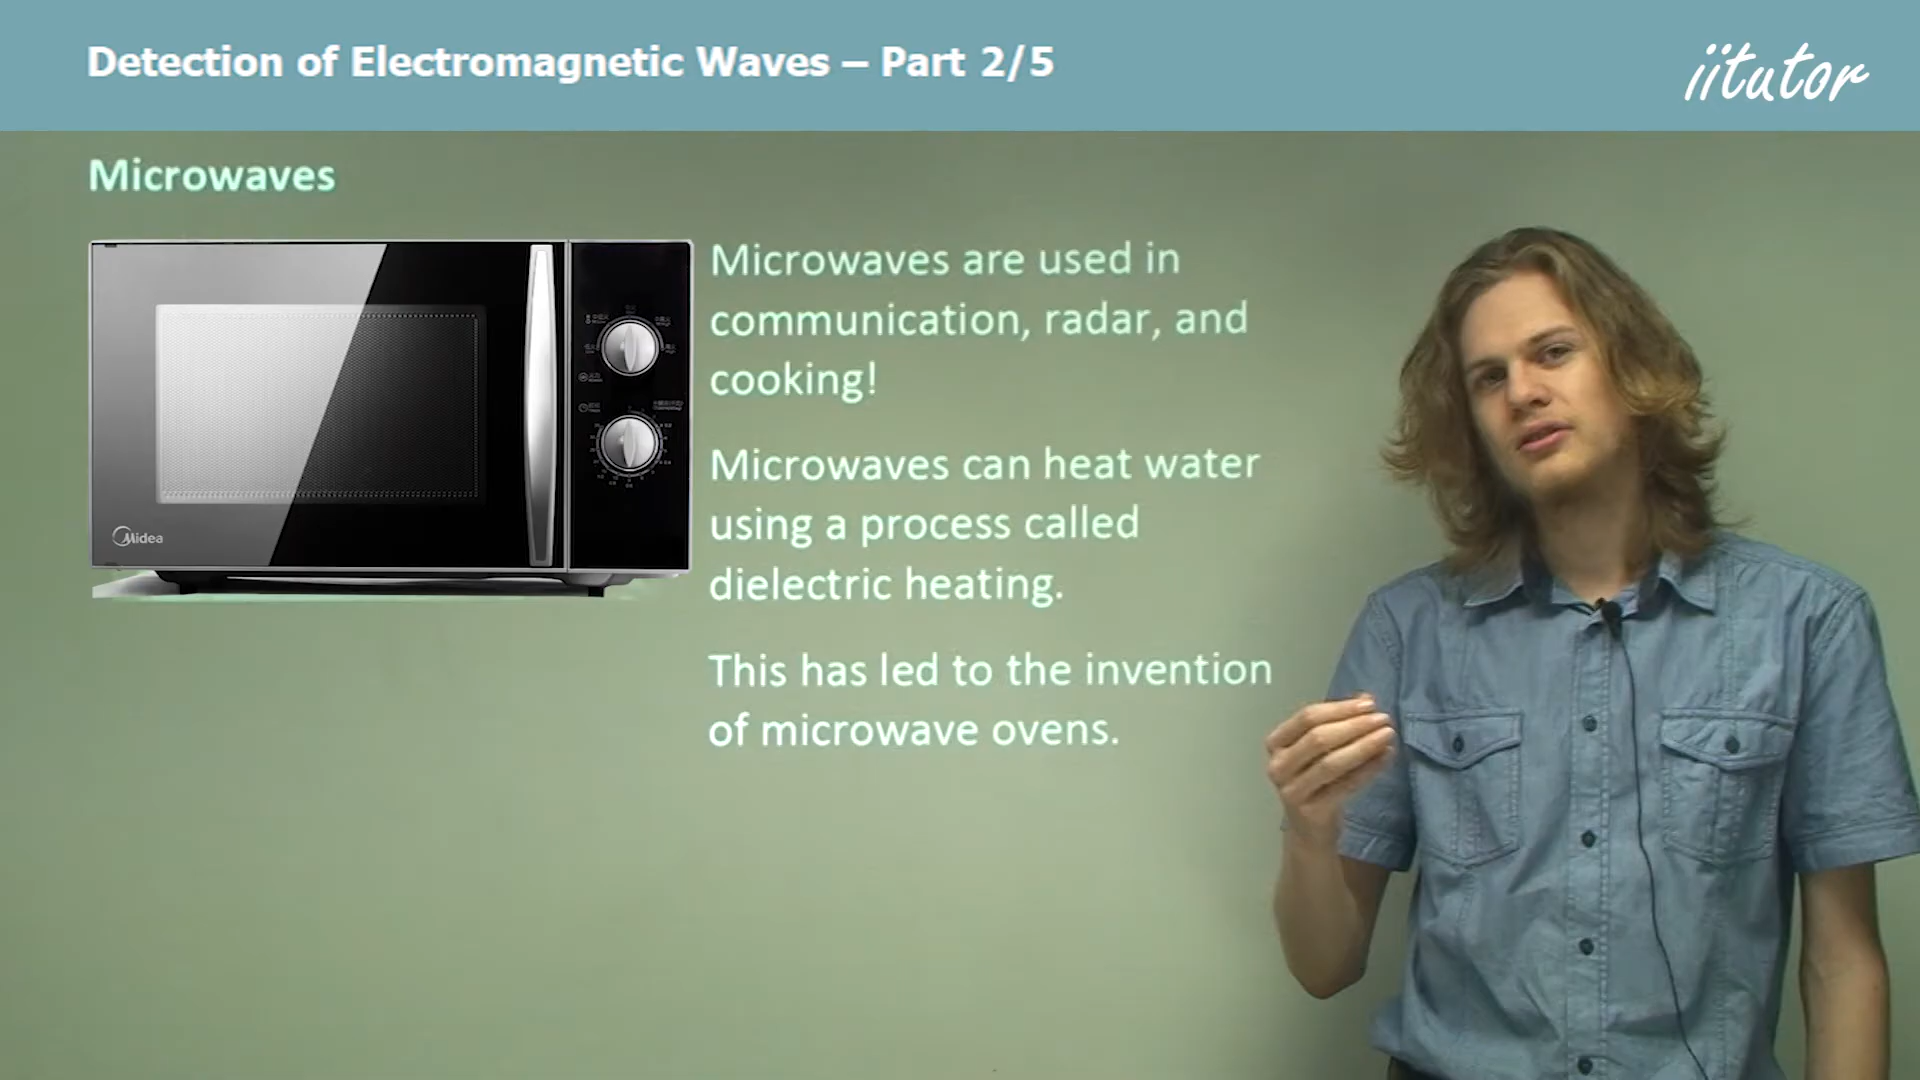 Detection of Electromagnetic Waves – Part 2/5
iitutor
Microwaves
Microwaves are used in
communication, radar, and
cooking!
Microwaves can heat water
using a process called
dielectric heating.
This has led to the invention
of microwave ovens.
Midea